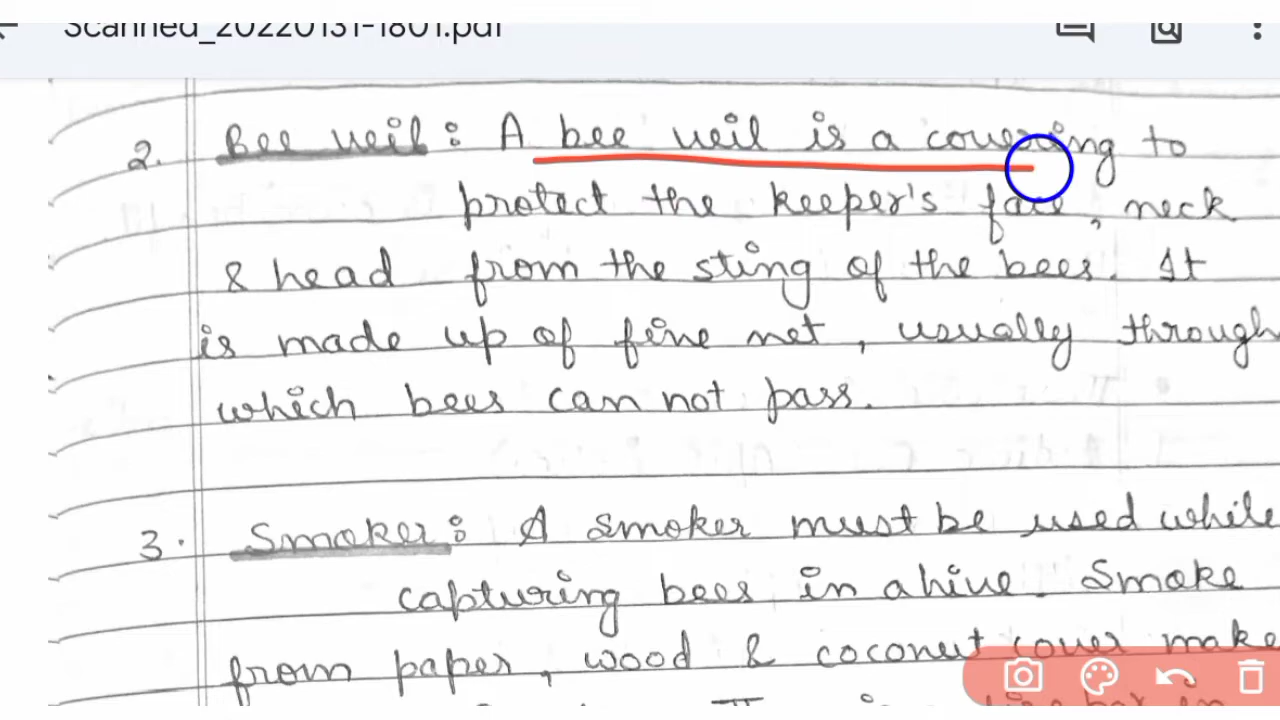 Scanned_20220131-1801.pdf
2. Bee veil: A bee veil is a covering to
protect the keeper's face, neck
& head from the sting of the bees. It
is made up of fine net, usually through
which bees can not pass.
3. Smoker: A smoker must be used while
capturing bees in a hive. Smoke
from paper, wood & coconut cover make